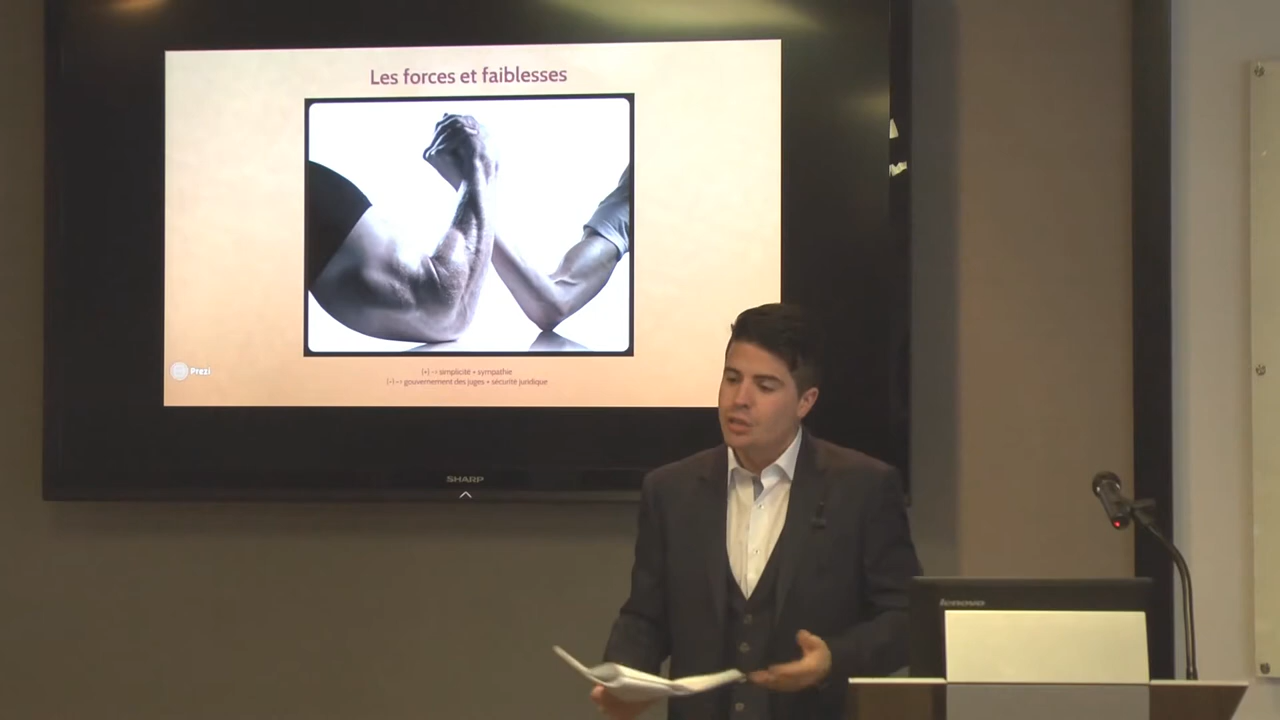 Les forces et faiblesses
Prezi
(+) -> simplicité + sympathie
(-) -> gouvernement des juges + sécurité juridique
SHARP
lenovo